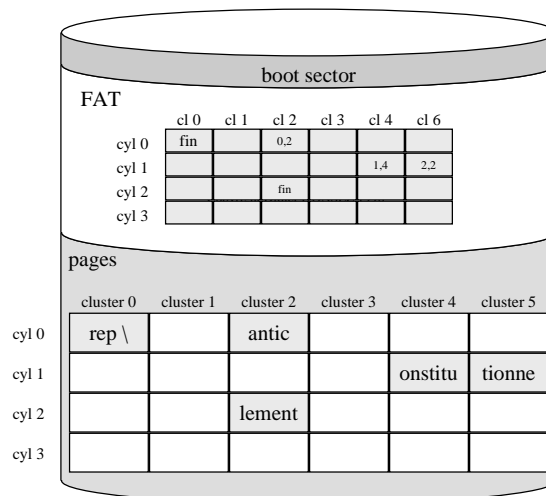 boot sector
FAT
cl 0 cl 1 cl 2 cl 3 cl 4 cl 6
cyl 0 fin 0,2
cyl 1 1,4 2,2
cyl 2 fin
cyl 3
pages
cluster 0 cluster 1 cluster 2 cluster 3 cluster 4 cluster 5
cyl 0 rep \ antic
cyl 1 onstitu tionne
cyl 2 lement
cyl 3